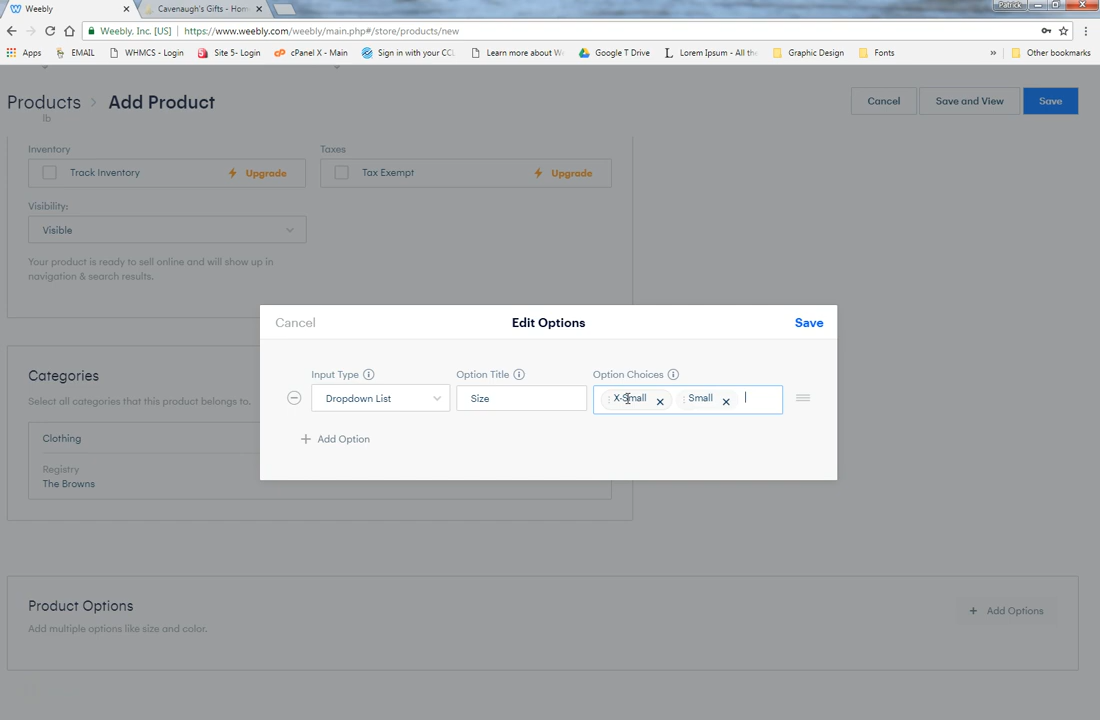 Patrick
Weebly
Cavenaugh's Gifts - Hom
Weebly, Inc. [US] https://www.weebly.com/weebly/main.php#/store/products/new
Apps EMAIL WHMCS - Login Site 5- Login cPanel X - Main Sign in with your CCL Learn more about W Google T Drive Lorem Ipsum - All the Graphic Design Fonts » Other bookmarks
Products > Add Product
Cancel Save and View Save
lb
Inventory Taxes
Track Inventory Upgrade Tax Exempt Upgrade
Visibility:
Visible
Your product is ready to sell online and will show up in
navigation & search results.
Cancel Edit Options Save
Categories
Select all categories that this product belongs to.
Input Type Option Title Option Choices
Dropdown List Size X-Small × Small ×
+ Add Option
Clothing
Registry
The Browns
Product Options
Add multiple options like size and color.
+ Add Options